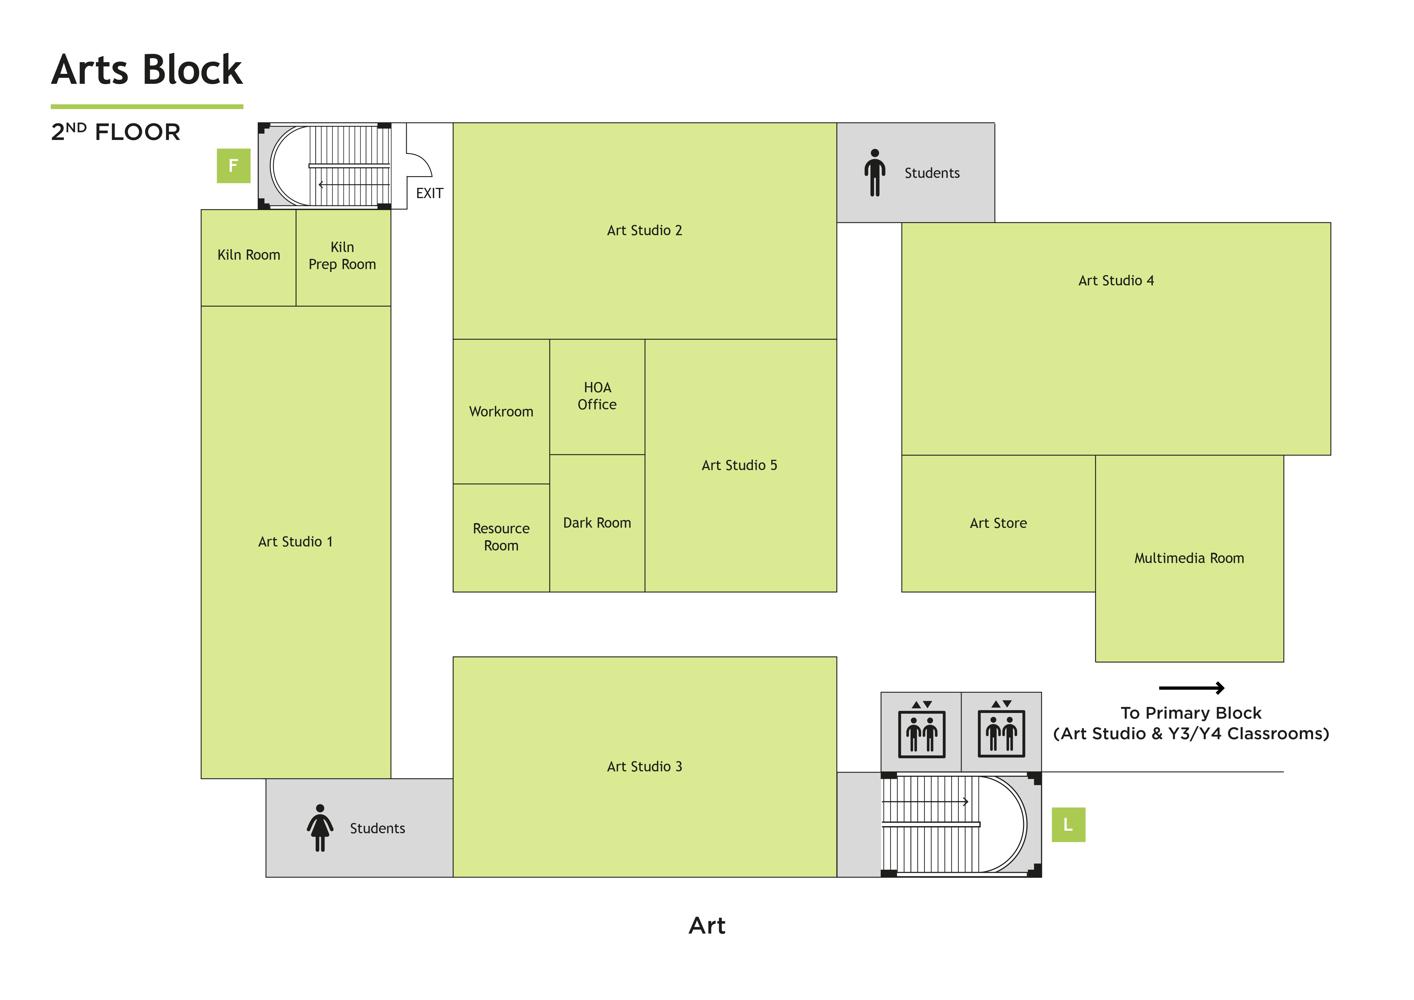 Arts Block
2ND FLOOR
F
EXIT
Students
Kiln Room
Kiln
Prep Room
Art Studio 2
Art Studio 4
Workroom
HOA
Office
Art Studio 5
Resource
Room
Dark Room
Art Store
Multimedia Room
Art Studio 1
Art Studio 3
To Primary Block
(Art Studio & Y3/Y4 Classrooms)
Students
L
Art